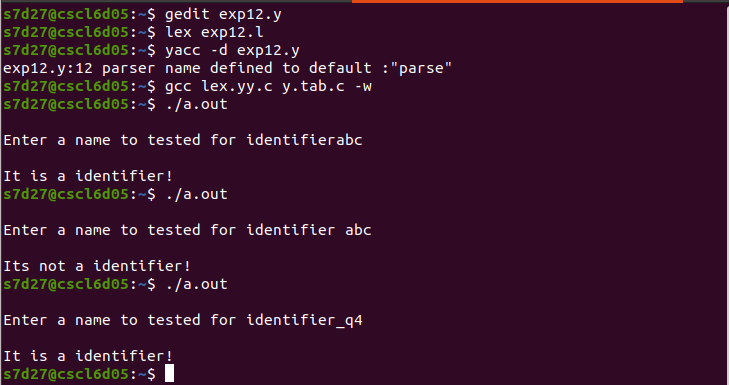 s7d27@cscl6d05:~$ gedit exp12.y
s7d27@cscl6d05:~$ lex exp12.l
s7d27@cscl6d05:~$ yacc -d exp12.y
exp12.y:12 parser name defined to default :"parse"
s7d27@cscl6d05:~$ gcc lex.yy.c y.tab.c -w
s7d27@cscl6d05:~$ ./a.out
Enter a name to tested for identifierabc
It is a identifier!
s7d27@cscl6d05:~$ ./a.out
Enter a name to tested for identifier abc
Its not a identifier!
s7d27@cscl6d05:~$ ./a.out
Enter a name to tested for identifier_q4
It is a identifier!
s7d27@cscl6d05:~$